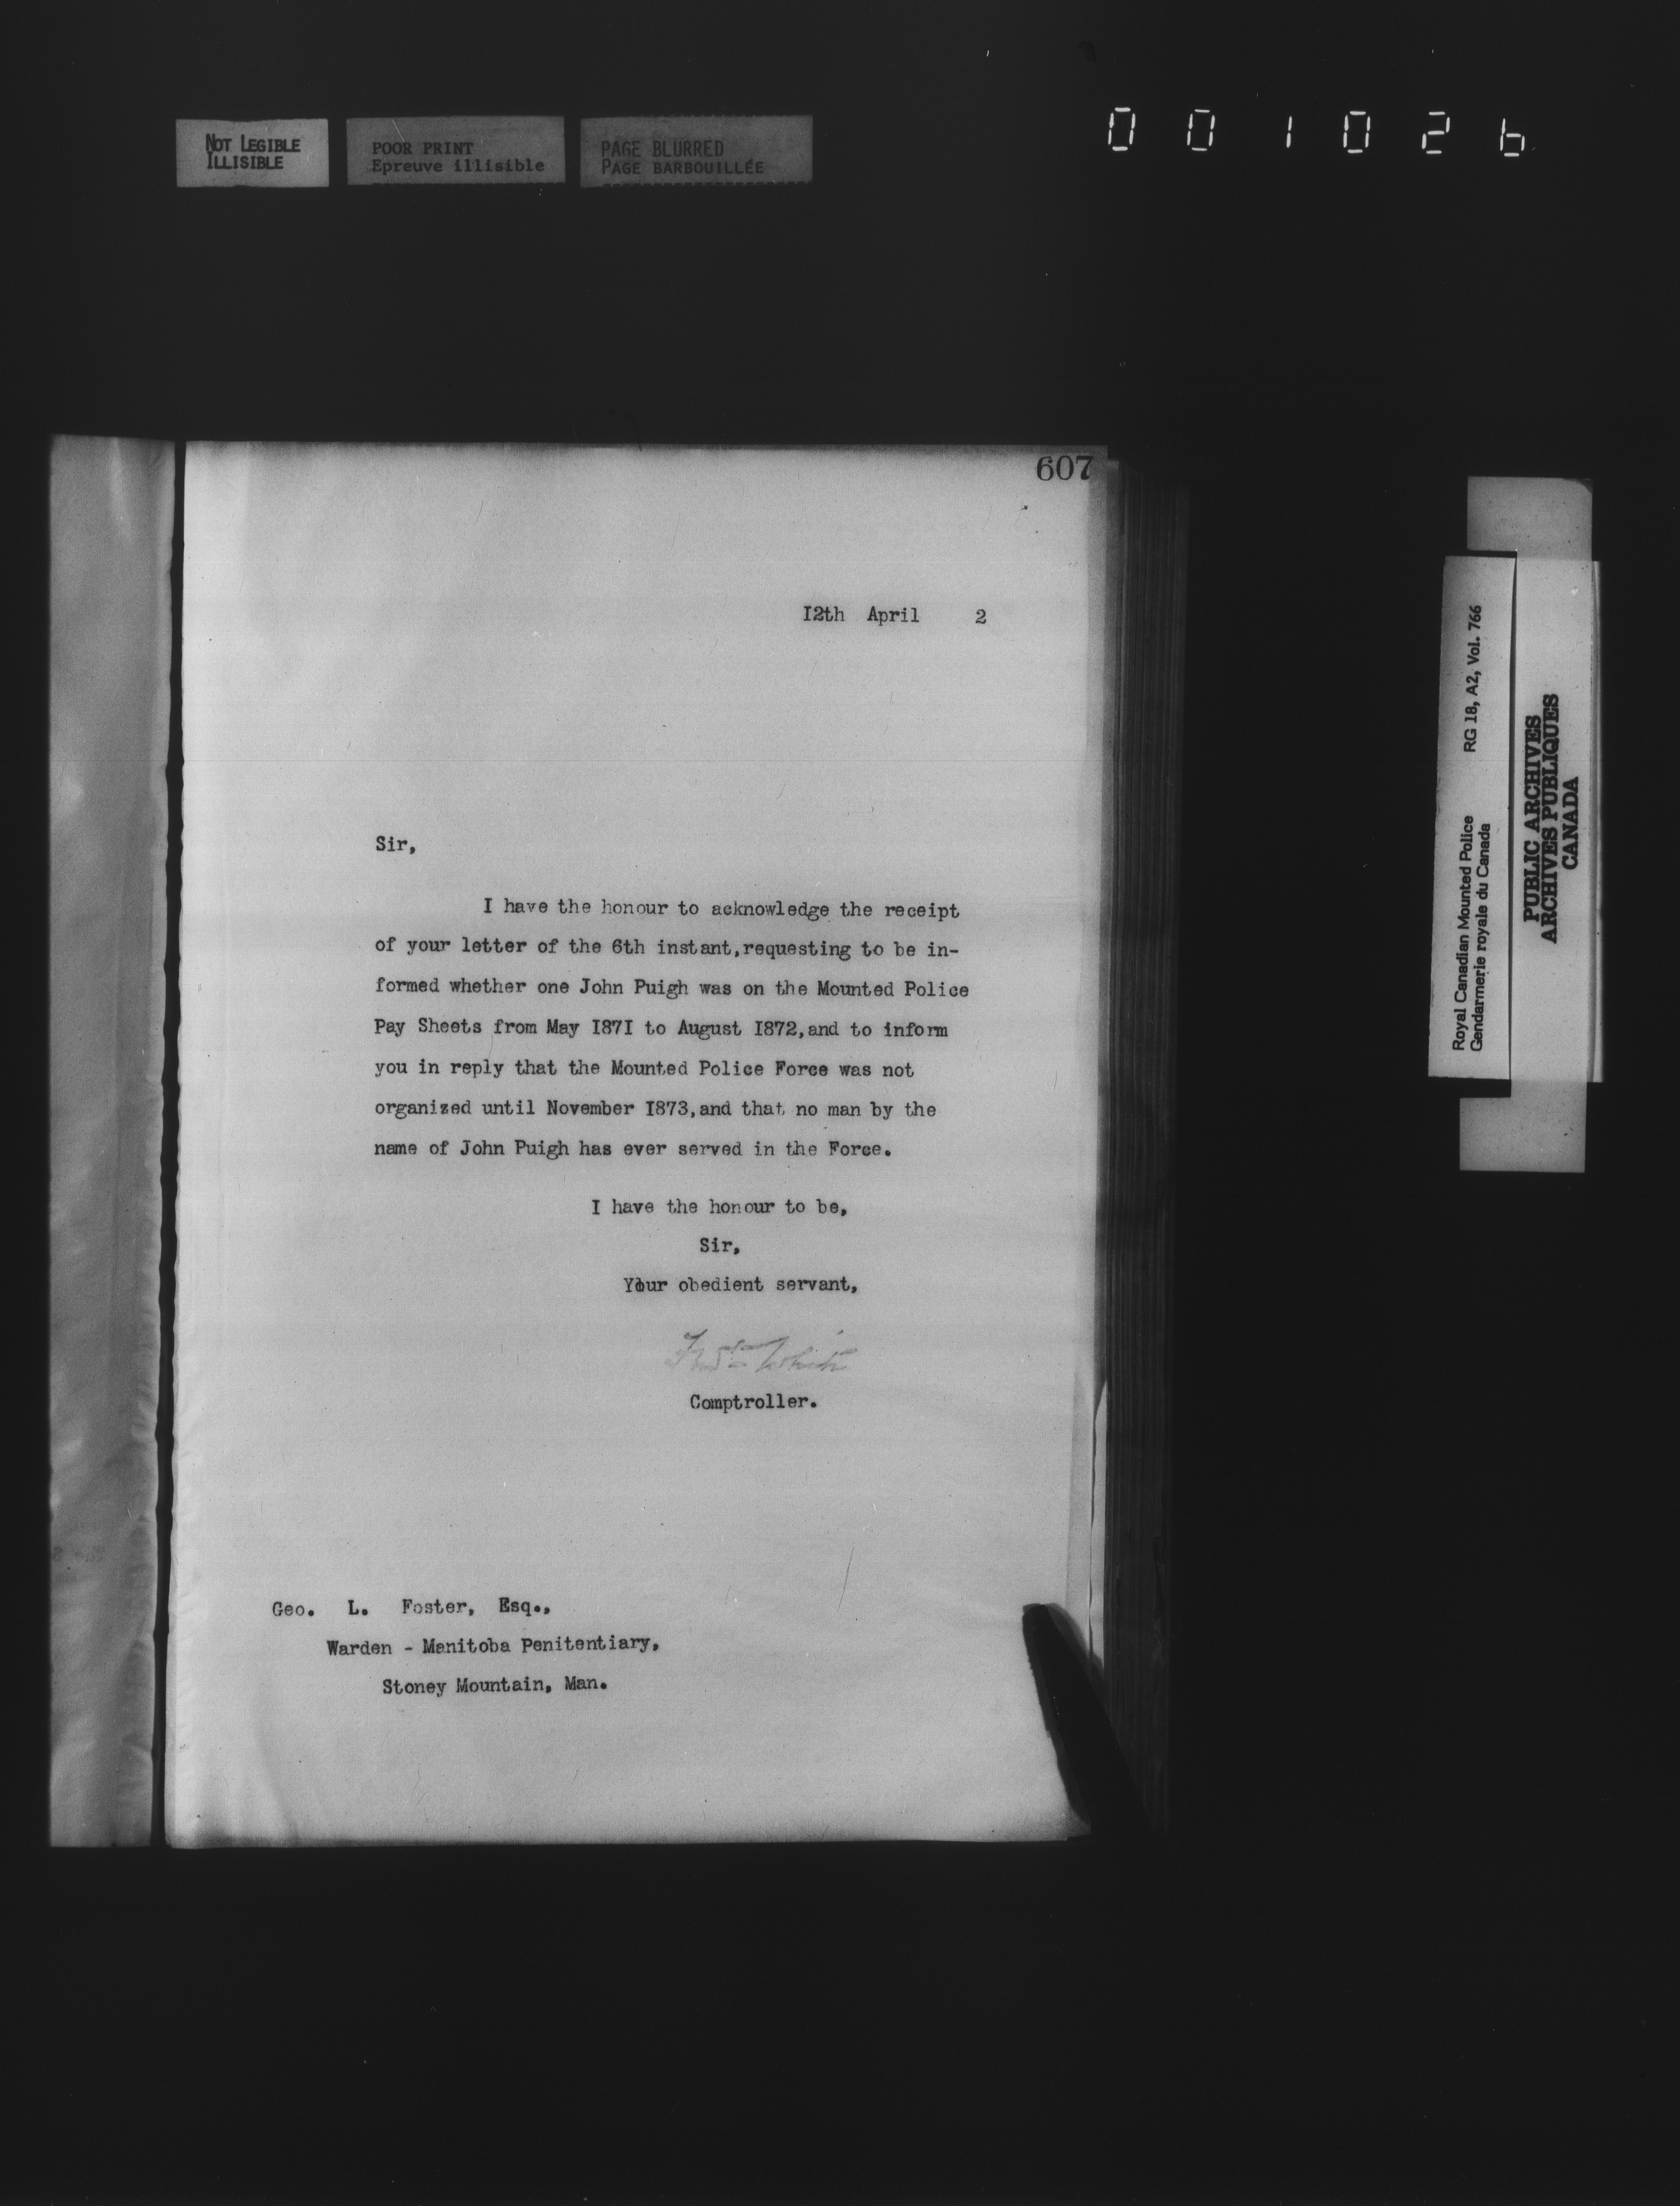 NOT LEGIBLE
ILLISIBLE
POOR PRINT
Epreuve illisible
PAGE BLURRED
PAGE BARBOUILLÉE
0 0 1 0 2 6
607
I2th April 2
Sir,
I have the honour to acknowledge the receipt
of your letter of the 6th instant,requesting to be in-
formed whether one John Puigh was on the Mounted Police
Pay Sheets from May I87I to August I872,and to inform
you in reply that the Mounted Police Force was not
organized until November I873,and that no man by the
name of John Puigh has ever served in the Force.
I have the honour to be,
Sir,
Your obedient servant,
Fred White
Comptroller.
Geo. L. Foster, Esq.,
Warden - Manitoba Penitentiary,
Stoney Mountain, Man.
Royal Canadian Mounted Police RG 18, A2, Vol. 766
Gendarmerie royale du Canada
PUBLIC ARCHIVES
ARCHIVES PUBLIQUES
CANADA